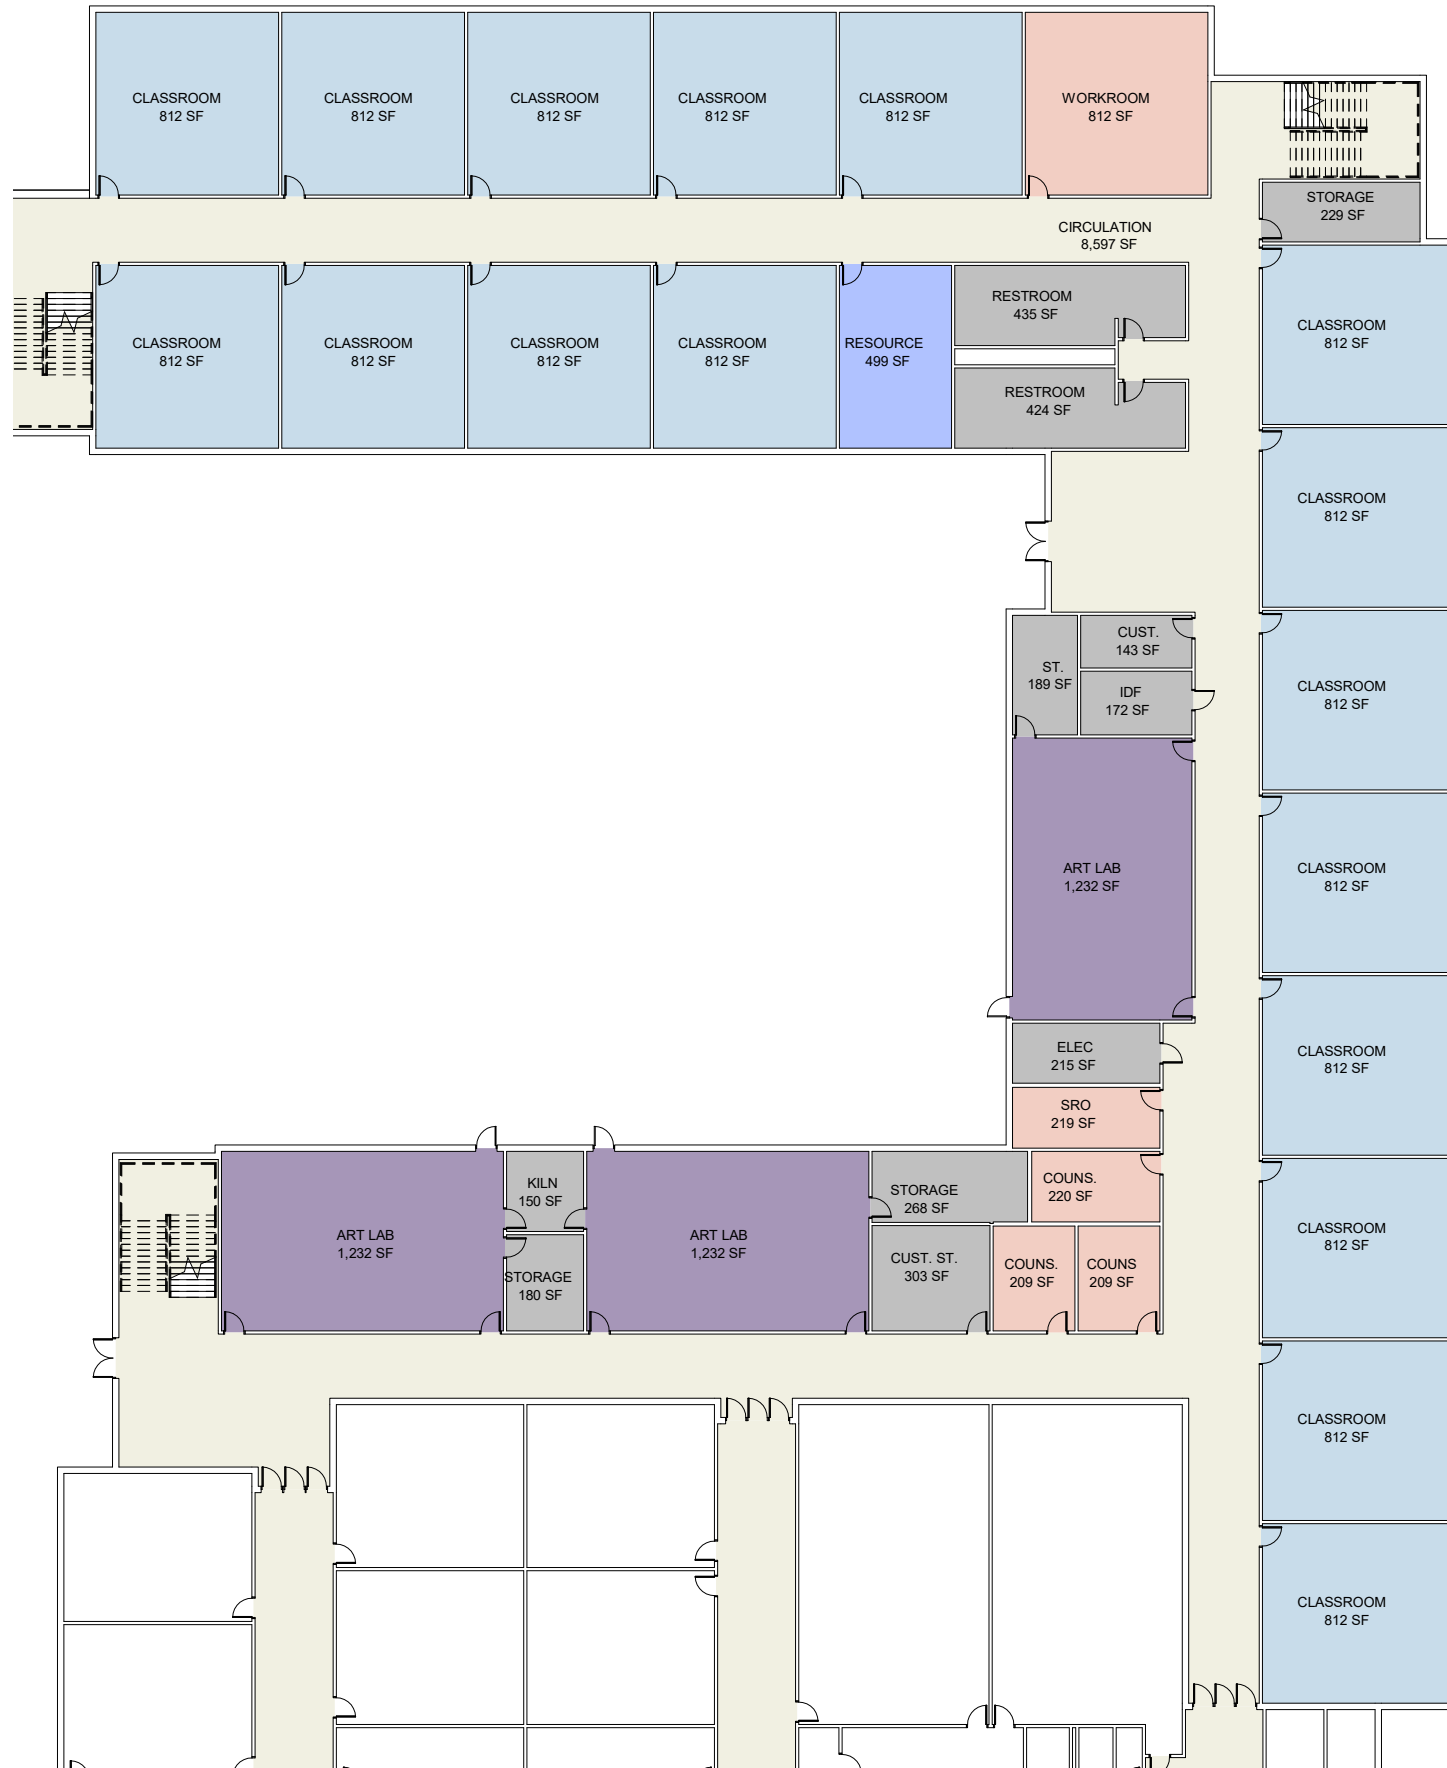 CLASSROOM
812 SF
CLASSROOM
812 SF
CLASSROOM
812 SF
CLASSROOM
812 SF
CLASSROOM
812 SF
WORKROOM
812 SF
STORAGE
229 SF
CIRCULATION
8,597 SF
CLASSROOM
812 SF
CLASSROOM
812 SF
CLASSROOM
812 SF
CLASSROOM
812 SF
RESOURCE
499 SF
RESTROOM
435 SF
RESTROOM
424 SF
CLASSROOM
812 SF
CLASSROOM
812 SF
CUST.
143 SF
ST.
189 SF
IDF
172 SF
CLASSROOM
812 SF
ART LAB
1,232 SF
CLASSROOM
812 SF
ELEC
215 SF
CLASSROOM
812 SF
SRO
219 SF
KILN
150 SF
STORAGE
268 SF
COUNS.
220 SF
ART LAB
1,232 SF
ART LAB
1,232 SF
CLASSROOM
812 SF
STORAGE
180 SF
CUST. ST.
303 SF
COUNS.
209 SF
COUNS
209 SF
CLASSROOM
812 SF
CLASSROOM
812 SF